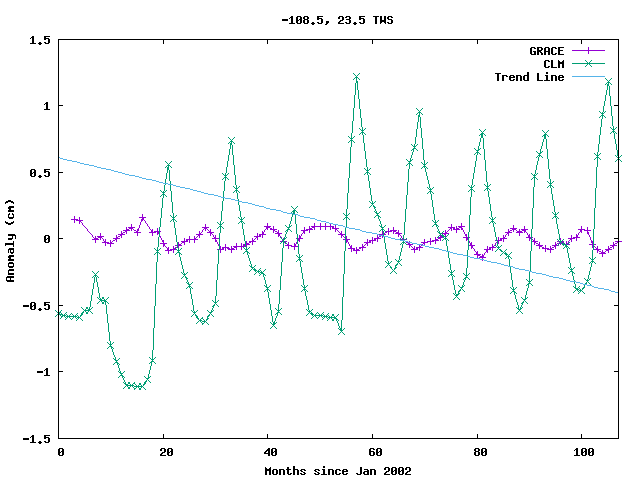 -108.5, 23.5 TWS
GRACE
CLM
Trend Line
1.5
1
0.5
0
-0.5
-1
-1.5
Anomaly (cm)
0 20 40 60 80 100
Months since Jan 2002